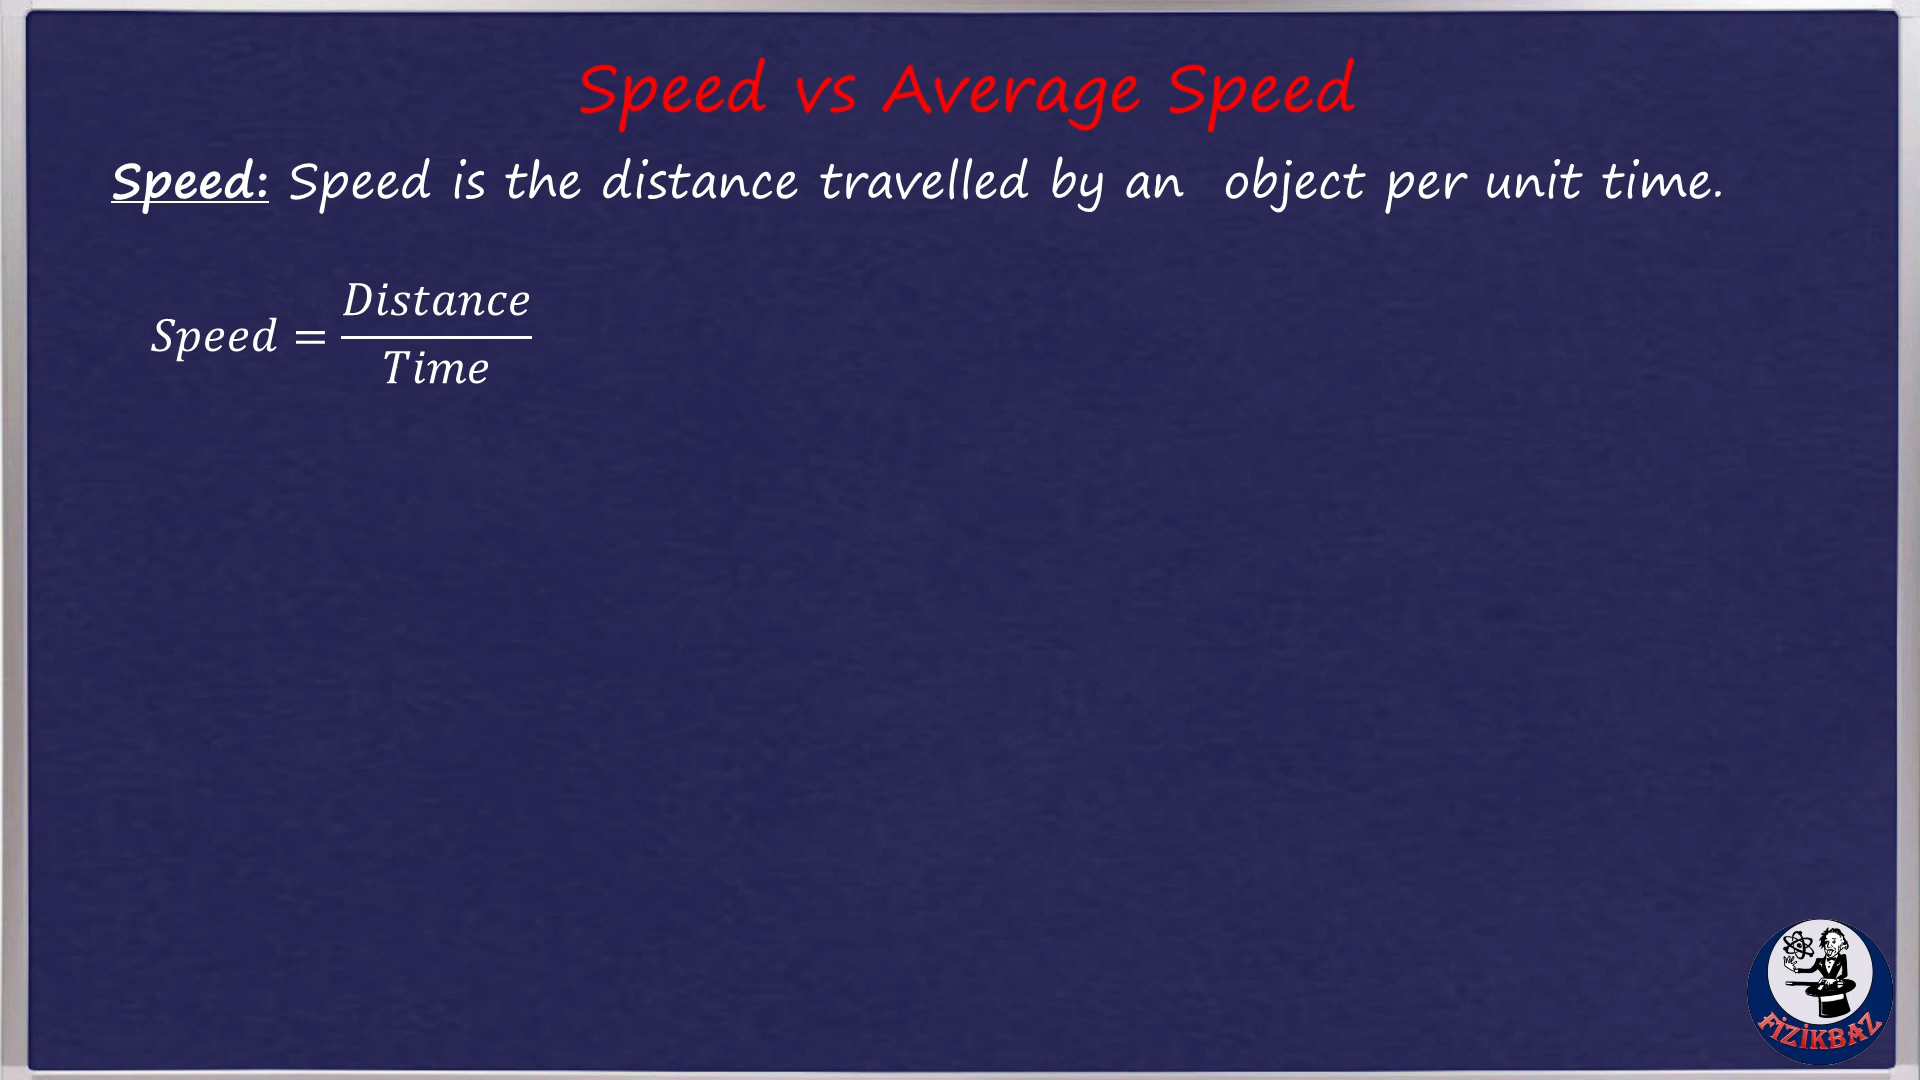 Speed vs Average Speed
Speed: Speed is the distance travelled by an object per unit time.
Speed = Distance / Time
FİZİKBAZ